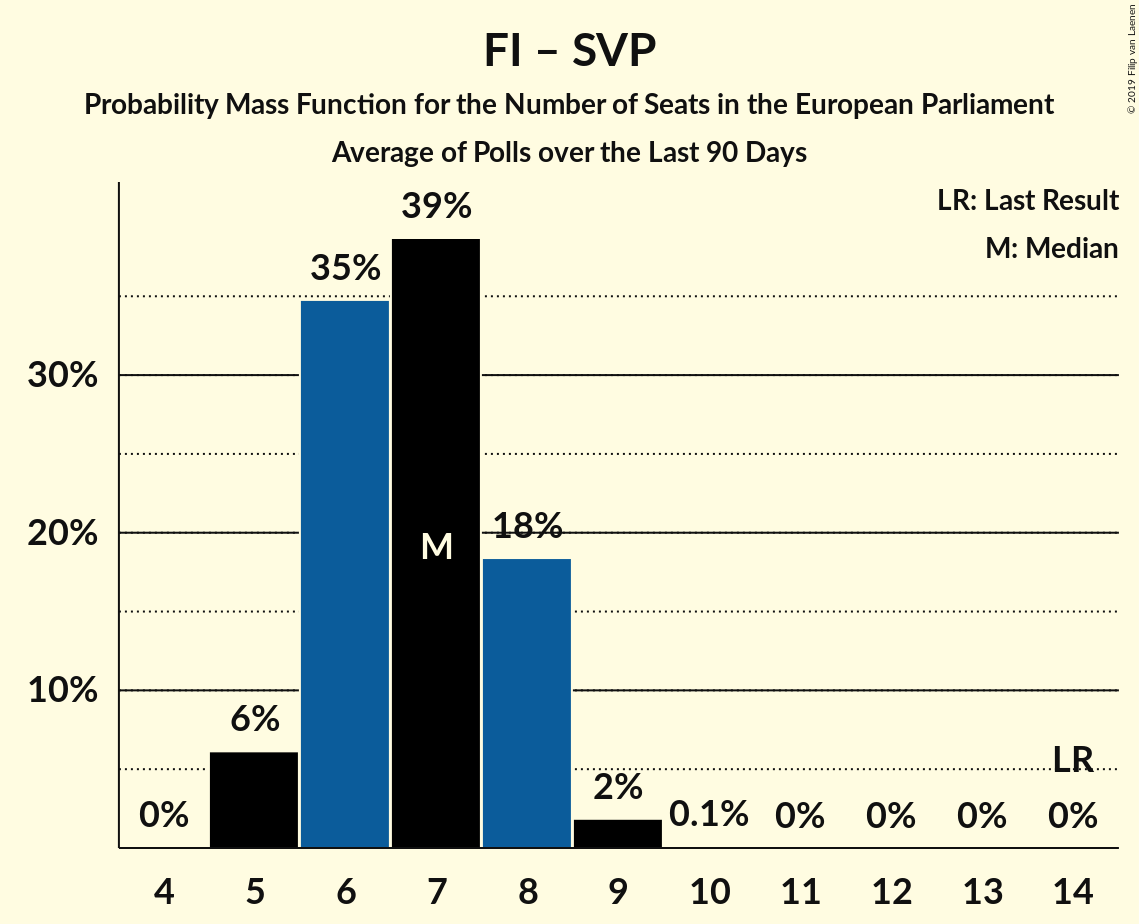 FI – SVP
Probability Mass Function for the Number of Seats in the European Parliament
Average of Polls over the Last 90 Days
© 2019 Filip van Laenen
LR: Last Result
M: Median
39%
35%
30%
20%
18%
M
10%
6%
LR
2%
0%
0.1%
0%
0%
0%
0%
4 5 6 7 8 9 10 11 12 13 14